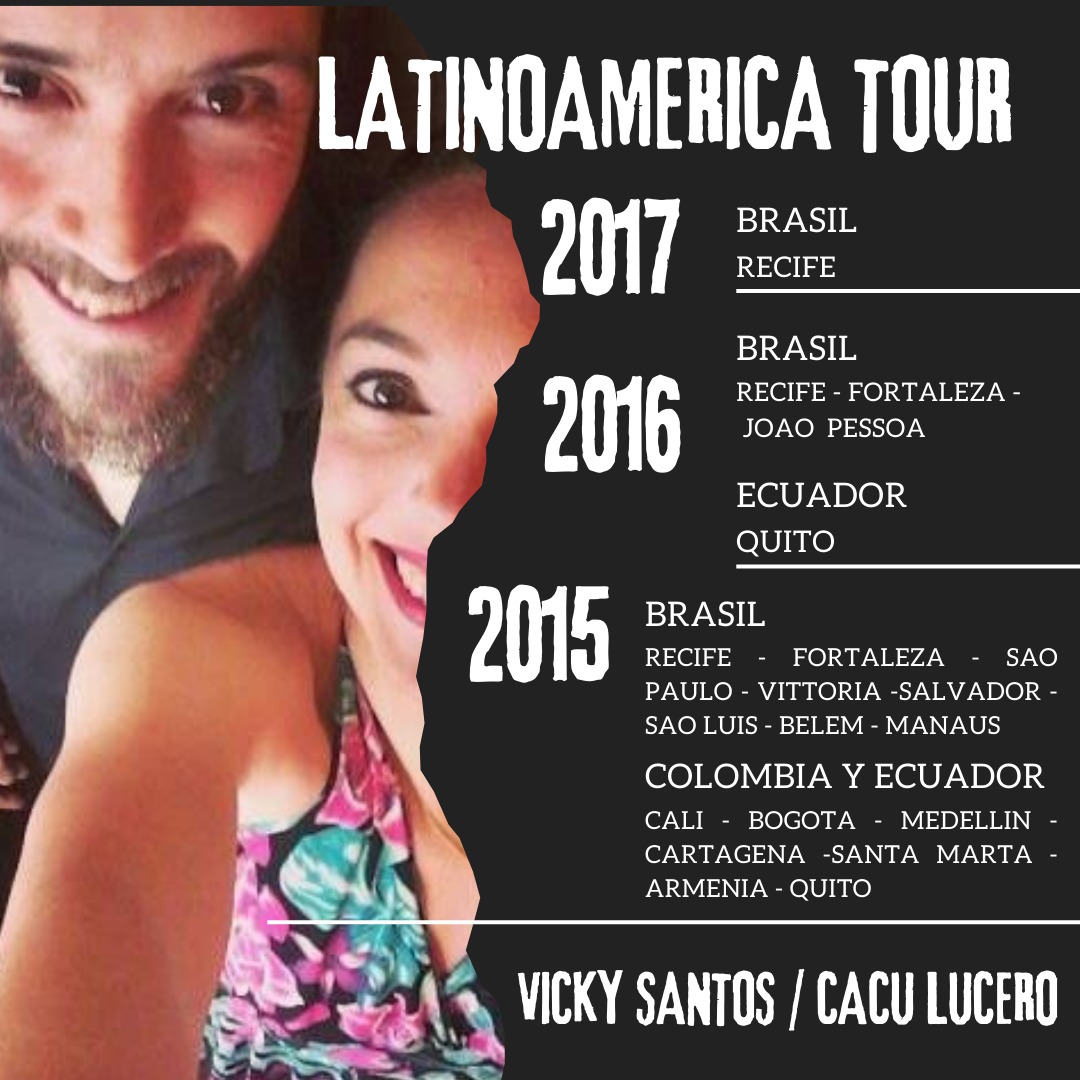 LATINOAMERICA TOUR
2017
BRASIL
RECIFE
2016
BRASIL
RECIFE - FORTALEZA -
JOAO PESSOA
ECUADOR
QUITO
2015
BRASIL
RECIFE - FORTALEZA - SAO
PAULO - VITTORIA -SALVADOR -
SAO LUIS - BELEM - MANAUS
COLOMBIA Y ECUADOR
CALI - BOGOTA - MEDELLIN -
CARTAGENA -SANTA MARTA -
ARMENIA - QUITO
VICKY SANTOS / CACU LUCERO